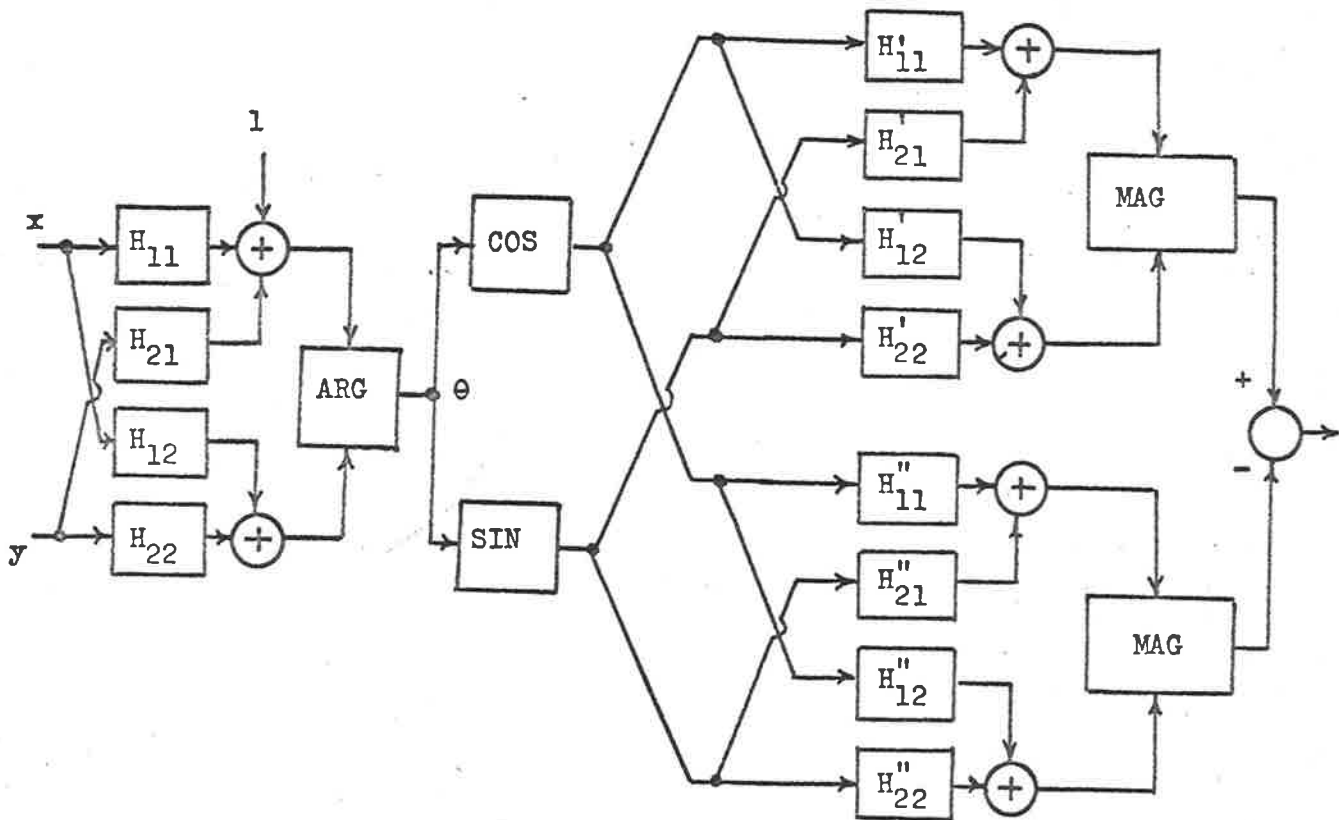 1
x
y
H11
H21
H12
H22
+
+
ARG
θ
COS
SIN
H'11
H'21
H'12
H'22
+
+
MAG
H"11
H"21
H"12
H"22
+
+
MAG
+
-